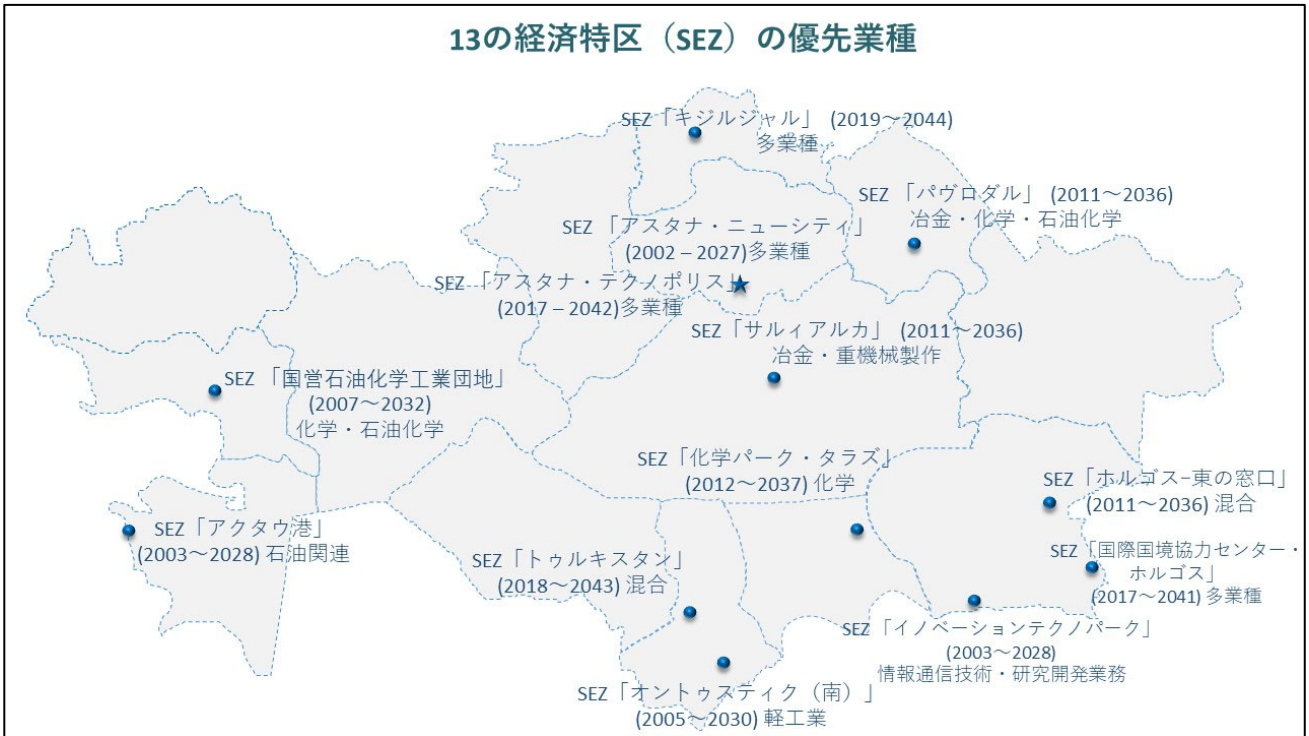 13の経済特区（SEZ）の優先業種
SEZ「キジルジャル」 (2019～2044)
多業種
SEZ 「パヴロダル」 (2011～2036)
冶金・化学・石油化学
SEZ 「アスタナ・ニューシティ」
(2002 – 2027)多業種
SEZ 「アスタナ・テクノポリス」
(2017 – 2042)多業種
SEZ「サルィアルカ」 (2011～2036)
冶金・重機械製作
SEZ 「国営石油化学工業団地」
(2007～2032)
化学・石油化学
SEZ「化学パーク・タラズ」
(2012～2037) 化学
SEZ「ホルゴス−東の窓口」
(2011～2036) 混合
SEZ「アクタウ港」
(2003～2028) 石油関連
SEZ「トゥルキスタン」
(2018～2043) 混合
SEZ「国際国境協力センター・
ホルゴス」
(2017～2041) 多業種
SEZ「イノベーションテクノパーク」
(2003～2028)
情報通信技術・研究開発業務
SEZ「オントゥスティク（南）」
(2005～2030) 軽工業